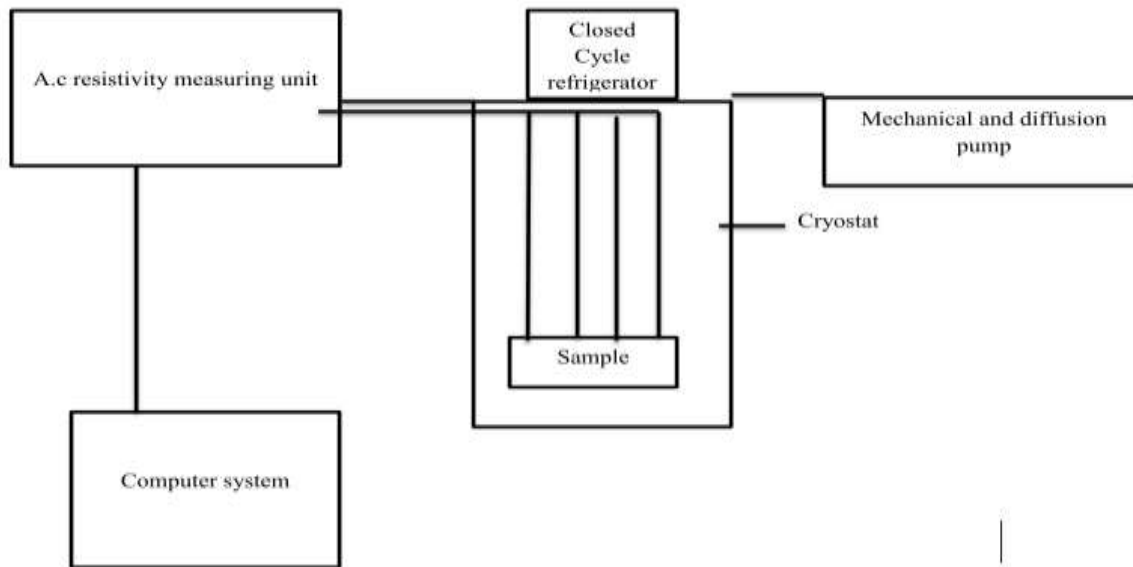 A.c resistivity measuring unit
Closed
Cycle
refrigerator
Mechanical and diffusion
pump
Cryostat
Sample
Computer system